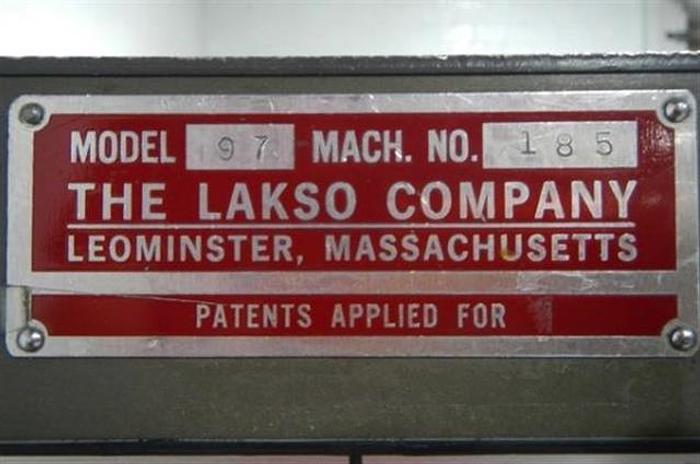 MODEL 97 MACH. NO. 185
THE LAKSO COMPANY
LEOMINSTER, MASSACHUSETTS
PATENTS APPLIED FOR